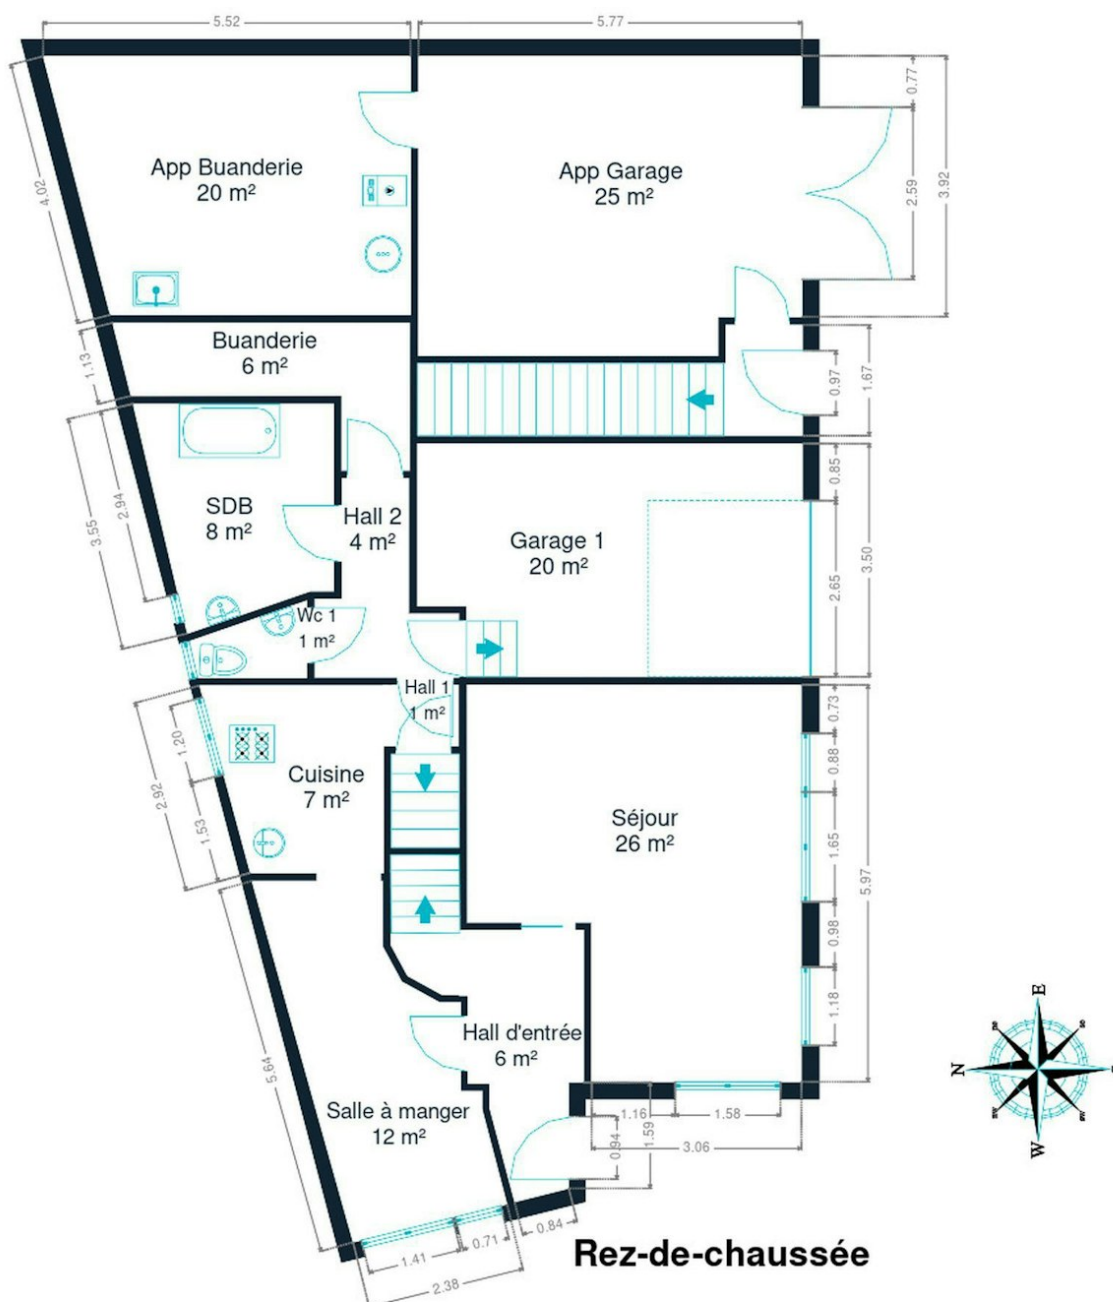 5.52
5.77
0.77
App Buanderie
20 m²
App Garage
25 m²
4.02
2.59
3.92
Buanderie
6 m²
1.13
0.97
1.67
SDB
8 m²
Hall 2
4 m²
Garage 1
20 m²
2.94
3.55
0.85
3.50
2.65
Wc 1
1 m²
Hall 1
1 m²
1.20
2.92
1.53
Cuisine
7 m²
Séjour
26 m²
0.73
0.88
1.65
5.97
0.98
1.18
5.64
Hall d'entrée
6 m²
Salle à manger
12 m²
1.16
1.58
0.94
1.59
3.06
0.84
1.41
0.71
2.38
E
N
W
Rez-de-chaussée